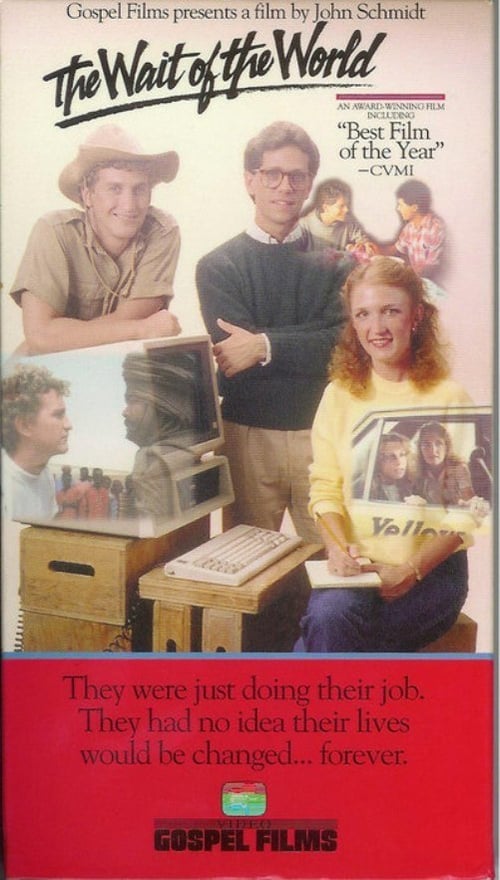 Gospel Films presents a film by John Schmidt
The Wait of the World
AN AWARD-WINNING FILM
INCLUDING
“Best Film
of the Year”
–CVMI
Yellow
They were just doing their job.
They had no idea their lives
would be changed... forever.
VIDEO
GOSPEL FILMS